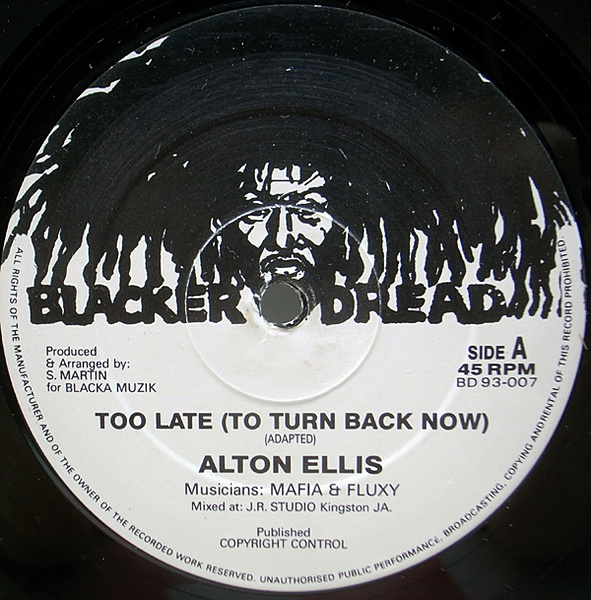 BLACKER DREAD
Produced
& Arranged by:
S. MARTIN
for BLACKA MUZIK
SIDE A
45 RPM
BD 93-007
TOO LATE (TO TURN BACK NOW)
(ADAPTED)
ALTON ELLIS
Musicians: MAFIA & FLUXY
Mixed at: J.R. STUDIO Kingston JA.
Published
COPYRIGHT CONTROL
ALL RIGHTS OF THE MANUFACTURER AND OF THE OWNER OF THE RECORDED WORK RESERVED. UNAUTHORISED PUBLIC PERFORMANCE, BROADCASTING, COPYING AND RENTAL OF THIS RECORD PROHIBITED.